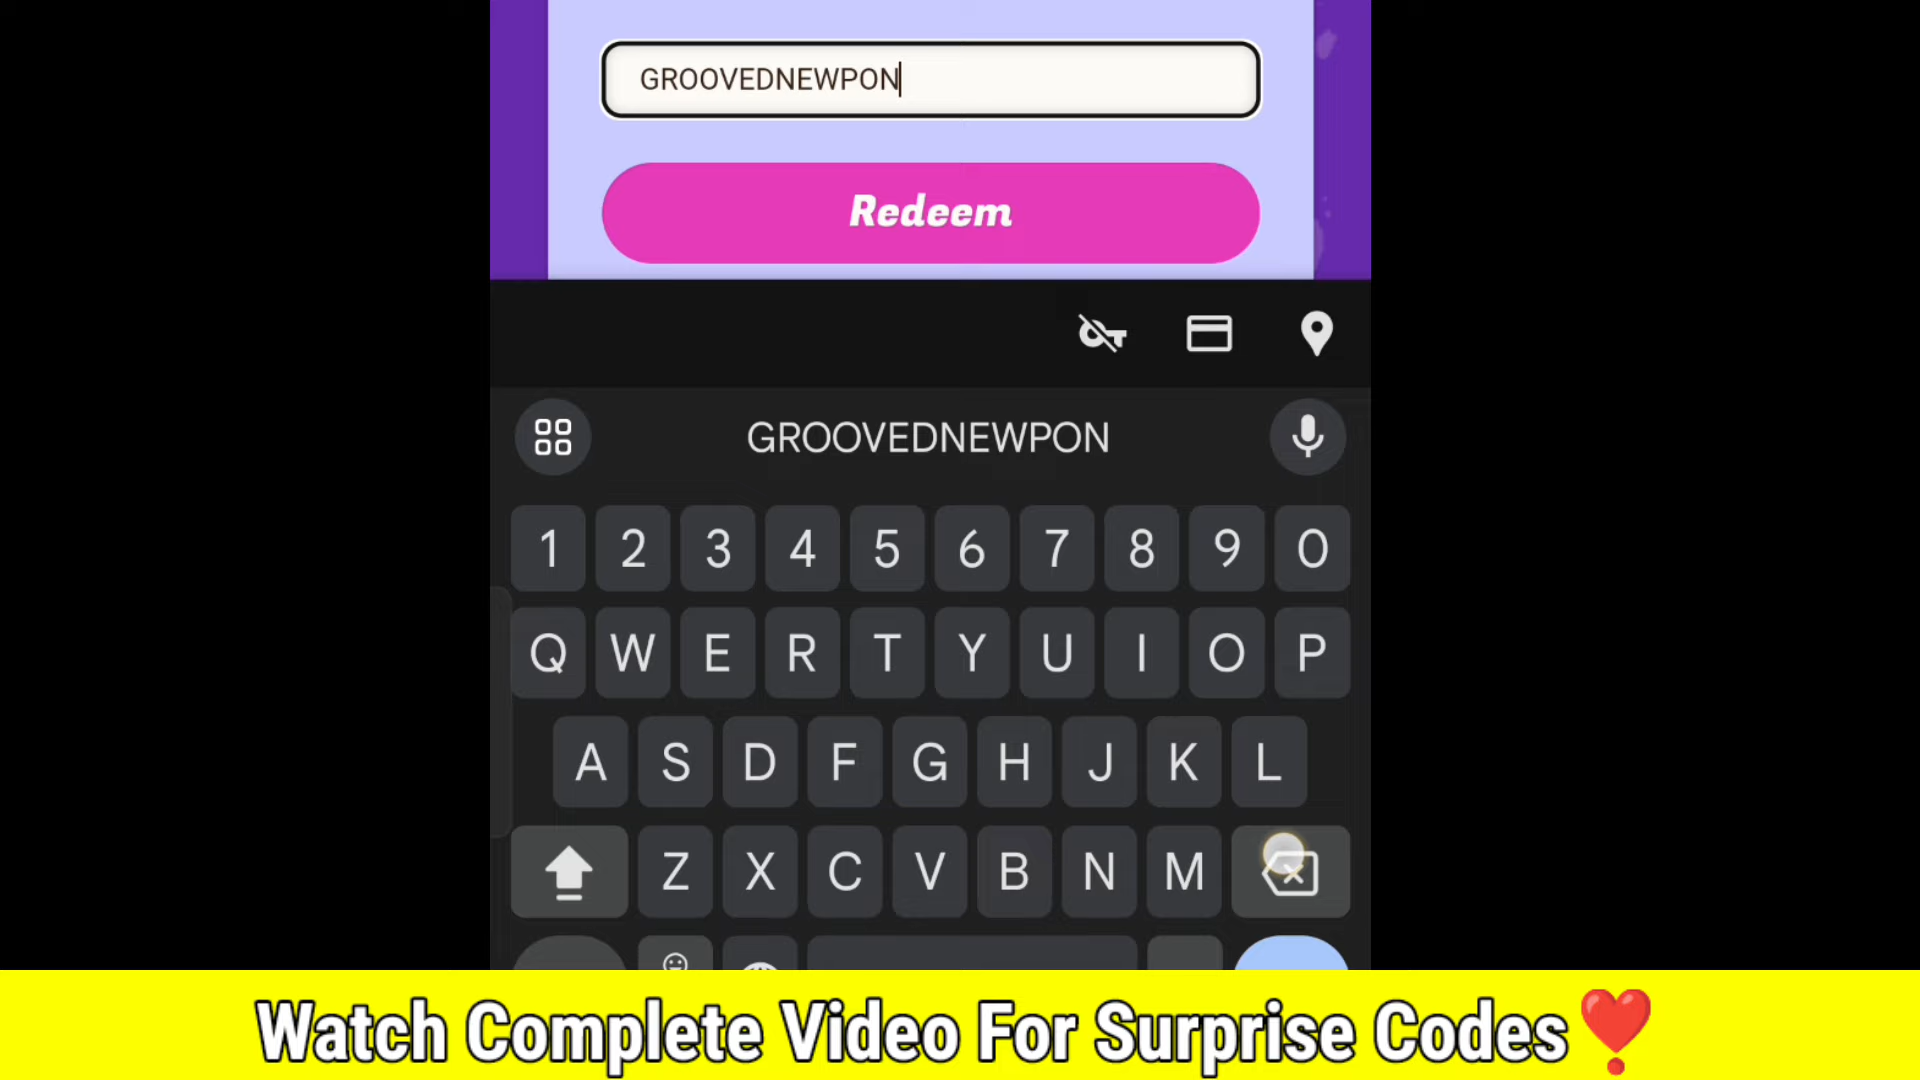 GROOVEDNEWPON
Redeem
GROOVEDNEWPON
1 2 3 4 5 6 7 8 9 0
Q W E R T Y U I O P
A S D F G H J K L
Z X C V B N M
Watch Complete Video For Surprise Codes❣️